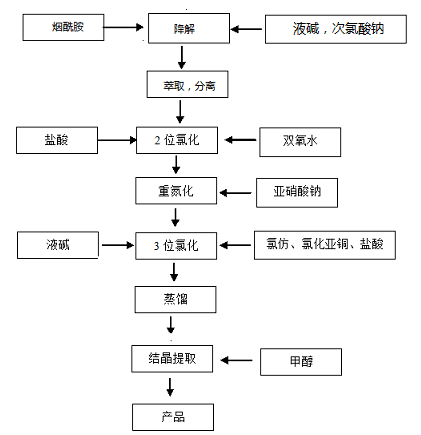 烟酰胺
降解
液碱，次氯酸钠
萃取，分离
盐酸
2位氯化
双氧水
重氮化
亚硝酸钠
液碱
3位氯化
氯仿、氯化亚铜、盐酸
蒸馏
结晶提取
甲醇
产品